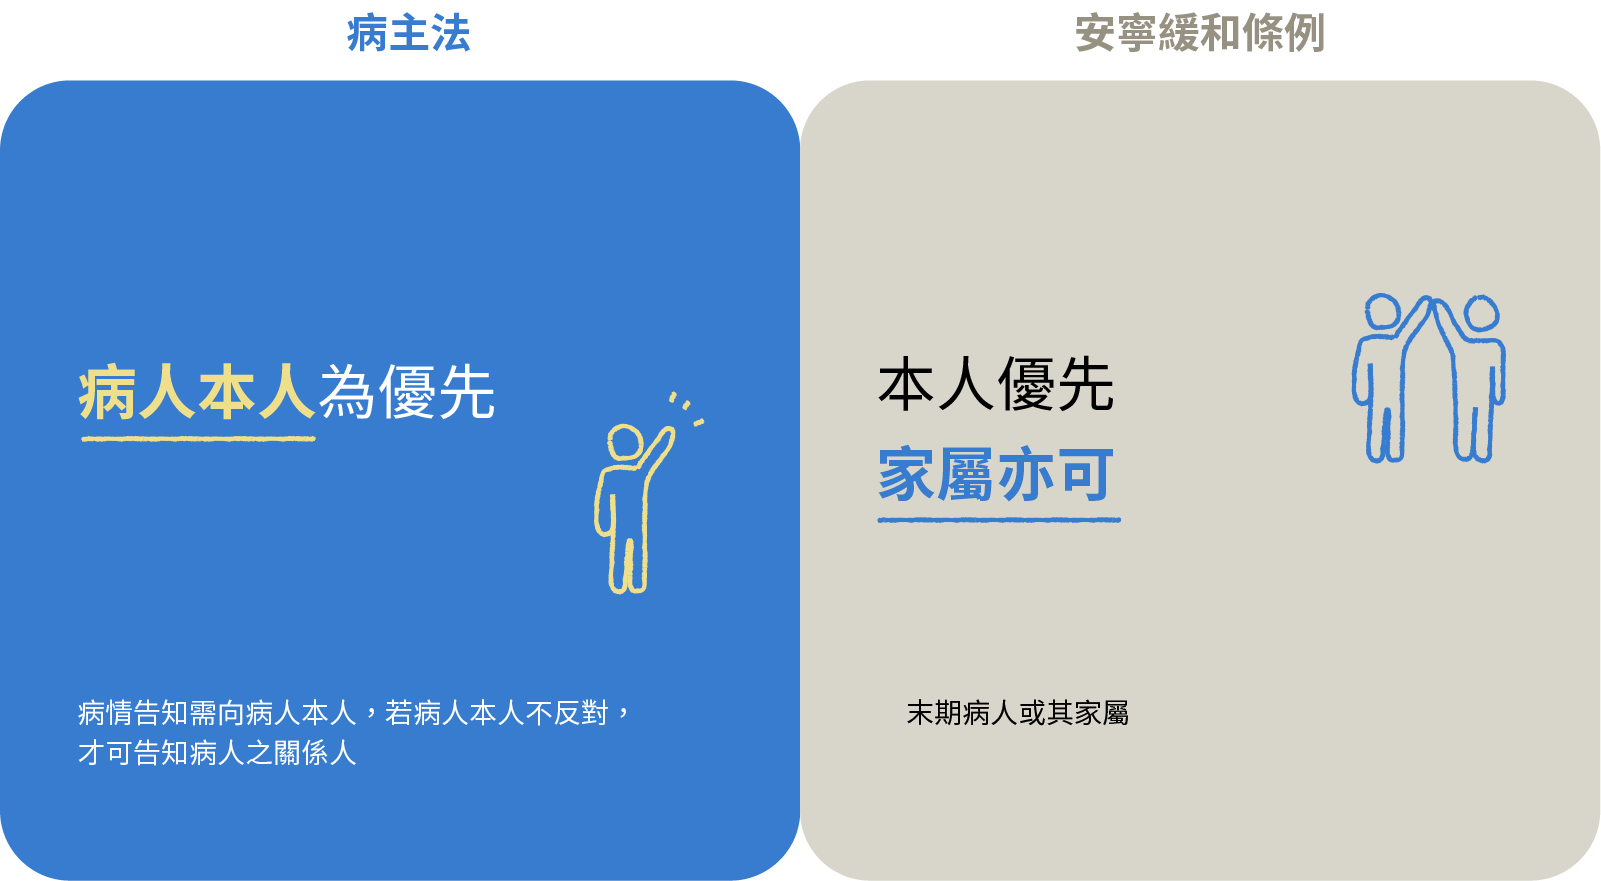 病主法
安寧緩和條例
病人本人為優先
病情告知需向病人本人，若病人本人不反對，
才可告知病人之關係人
本人優先
家屬亦可
末期病人或其家屬